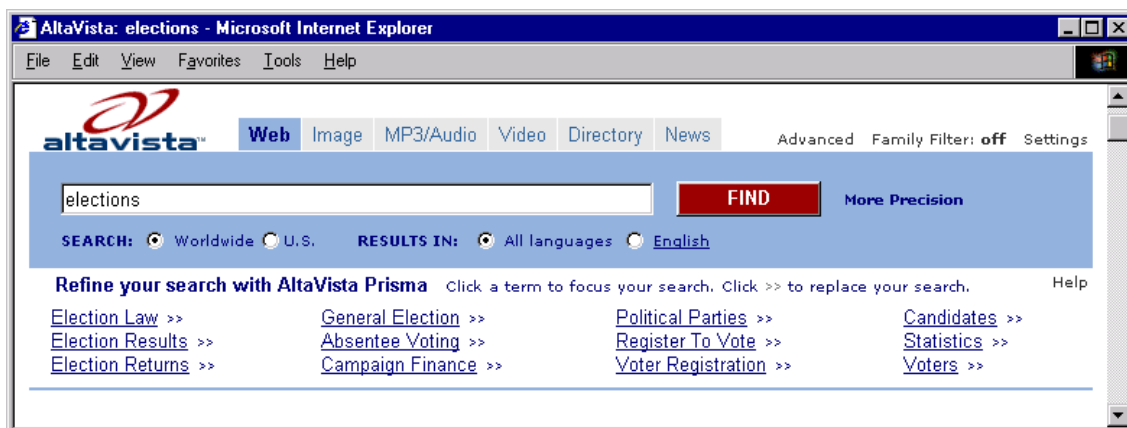 AltaVista: elections - Microsoft Internet Explorer
File Edit View Favorites Tools Help
altavista™ Web Image MP3/Audio Video Directory News Advanced Family Filter: off Settings
elections FIND More Precision
SEARCH: Worldwide U.S. RESULTS IN: All languages English
Refine your search with AltaVista Prisma Click a term to focus your search. Click >> to replace your search. Help
Election Law >> General Election >> Political Parties >> Candidates >>
Election Results >> Absentee Voting >> Register To Vote >> Statistics >>
Election Returns >> Campaign Finance >> Voter Registration >> Voters >>